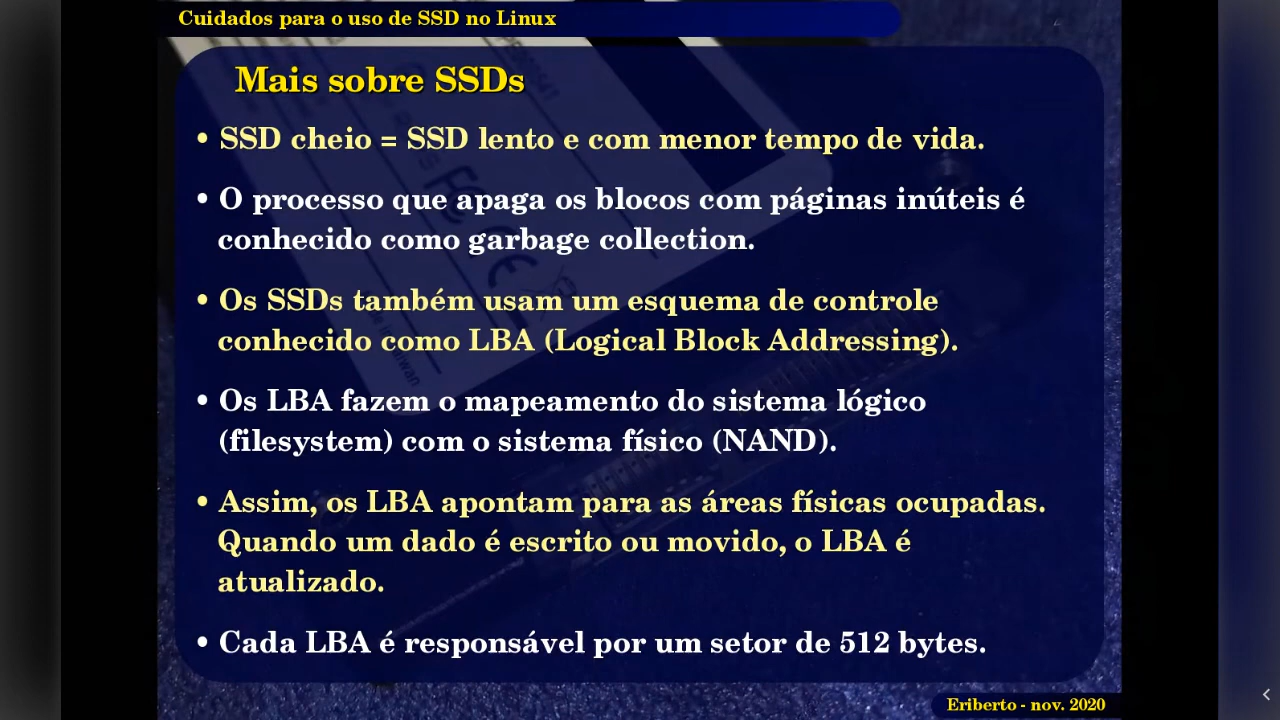 Cuidados para o uso de SSD no Linux
Mais sobre SSDs
• SSD cheio = SSD lento e com menor tempo de vida.
• O processo que apaga os blocos com páginas inúteis é
conhecido como garbage collection.
• Os SSDs também usam um esquema de controle
conhecido como LBA (Logical Block Addressing).
• Os LBA fazem o mapeamento do sistema lógico
(filesystem) com o sistema físico (NAND).
• Assim, os LBA apontam para as áreas físicas ocupadas.
Quando um dado é escrito ou movido, o LBA é
atualizado.
• Cada LBA é responsável por um setor de 512 bytes.
Eriberto - nov. 2020